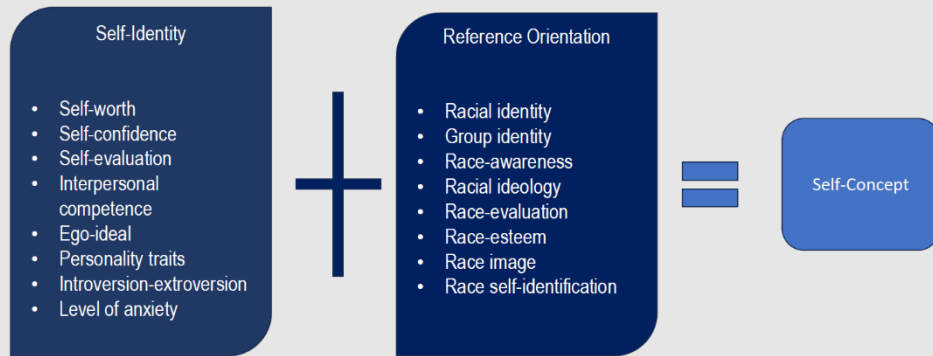 Self-Identity
• Self-worth
• Self-confidence
• Self-evaluation
• Interpersonal
competence
• Ego-ideal
• Personality traits
• Introversion-extroversion
• Level of anxiety
Reference Orientation
• Racial identity
• Group identity
• Race-awareness
• Racial ideology
• Race-evaluation
• Race-esteem
• Race image
• Race self-identification
Self-Concept